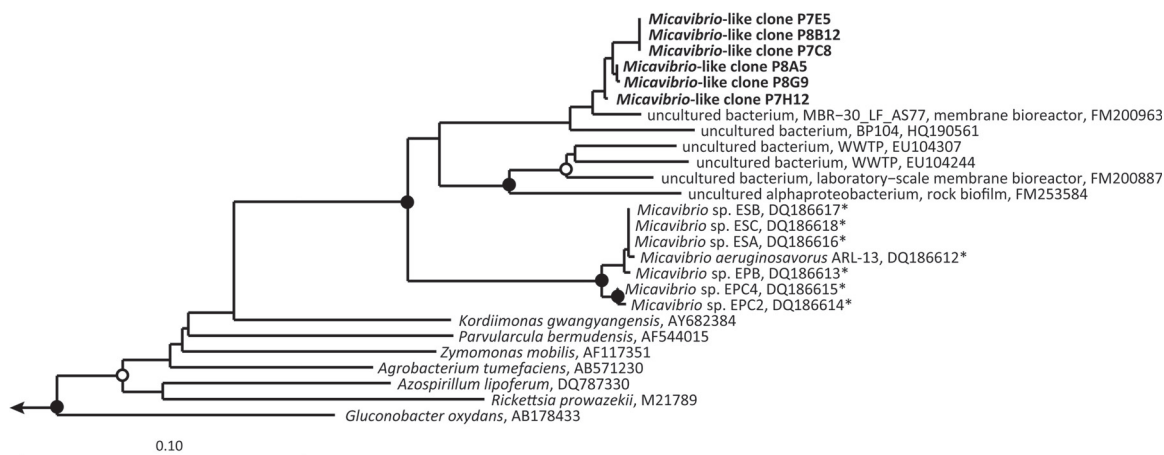 Micavibrio-like clone P7E5
Micavibrio-like clone P8B12
Micavibrio-like clone P7C8
Micavibrio-like clone P8A5
Micavibrio-like clone P8G9
Micavibrio-like clone P7H12
uncultured bacterium, MBR−30_LF_AS77, membrane bioreactor, FM200963
uncultured bacterium, BP104, HQ190561
uncultured bacterium, WWTP, EU104307
uncultured bacterium, WWTP, EU104244
uncultured bacterium, laboratory−scale membrane bioreactor, FM200887
uncultured alphaproteobacterium, rock biofilm, FM253584
Micavibrio sp. ESB, DQ186617*
Micavibrio sp. ESC, DQ186618*
Micavibrio sp. ESA, DQ186616*
Micavibrio aeruginosavorus ARL-13, DQ186612*
Micavibrio sp. EPB, DQ186613*
Micavibrio sp. EPC4, DQ186615*
Micavibrio sp. EPC2, DQ186614*
Kordiimonas gwangyangensis, AY682384
Parvularcula bermudensis, AF544015
Zymomonas mobilis, AF117351
Agrobacterium tumefaciens, AB571230
Azospirillum lipoferum, DQ787330
Rickettsia prowazekii, M21789
Gluconobacter oxydans, AB178433
0.10